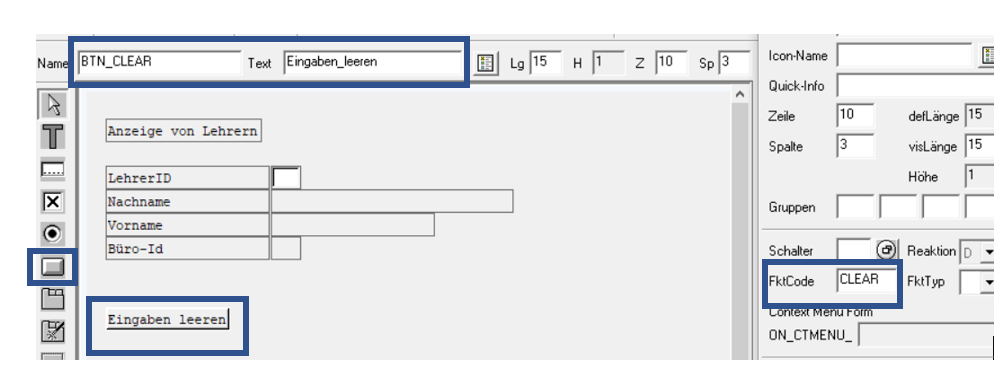 Name BTN_CLEAR Text Eingaben_leeren Lg 15 H 1 Z 10 Sp 3
Anzeige von Lehrern
LehrerID
Nachname
Vorname
Büro-Id
Eingaben leeren
Icon-Name
Quick-Info
Zeile 10 defLänge 15
Spalte 3 visLänge 15
Höhe 1
Gruppen
Schalter Reaktion D
FktCode CLEAR FktTyp
Context Menu Form
ON_CTMENU_